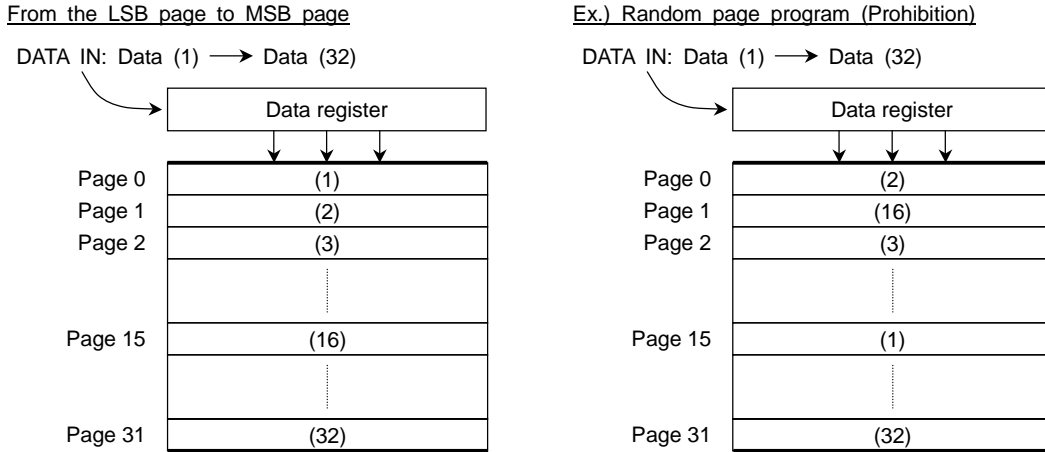 From the LSB page to MSB page
DATA IN: Data (1) → Data (32)
Data register
Page 0 (1)
Page 1 (2)
Page 2 (3)
Page 15 (16)
Page 31 (32)
Ex.) Random page program (Prohibition)
DATA IN: Data (1) → Data (32)
Data register
Page 0 (2)
Page 1 (16)
Page 2 (3)
Page 15 (1)
Page 31 (32)